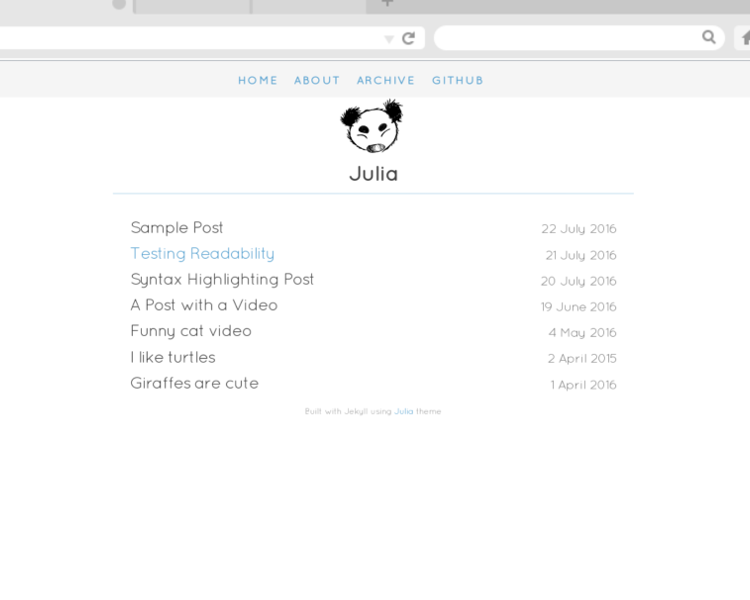 HOME ABOUT ARCHIVE GITHUB
Julia
Sample Post 22 July 2016
Testing Readability 21 July 2016
Syntax Highlighting Post 20 July 2016
A Post with a Video 19 June 2016
Funny cat video 4 May 2016
I like turtles 2 April 2015
Giraffes are cute 1 April 2016
Built with Jekyll using Julia theme